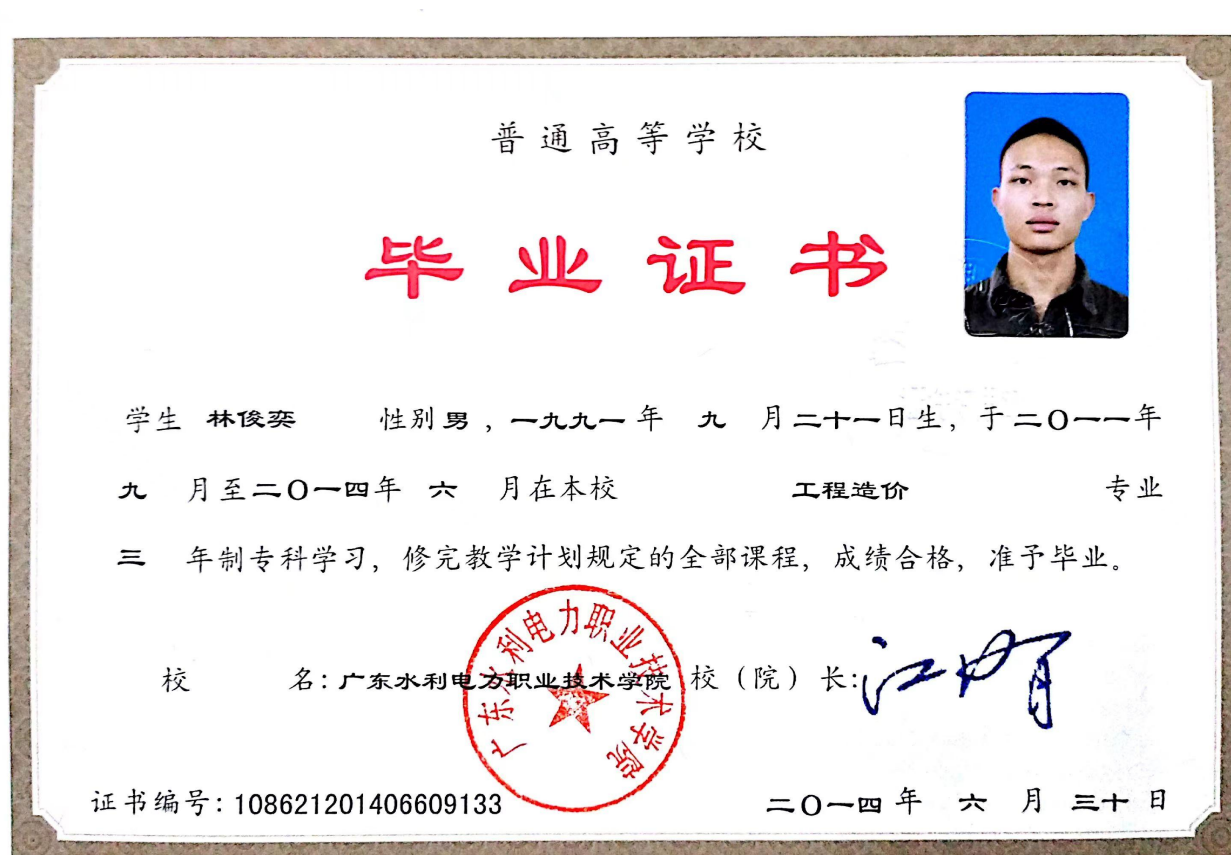 普通高等学校
毕业证书
学生 林俊奕 性别男，一九九一年 九 月二十一日生，于二〇一一年
九 月至二〇一四年 六 月在本校 工程造价 专业
三 年制专科学习，修完教学计划规定的全部课程，成绩合格，准予毕业。
广东水利电力职业技术学院
校 名：广东水利电力职业技术学院 校（院）长：
证书编号：108621201406609133 二〇一四年 六 月 三十 日